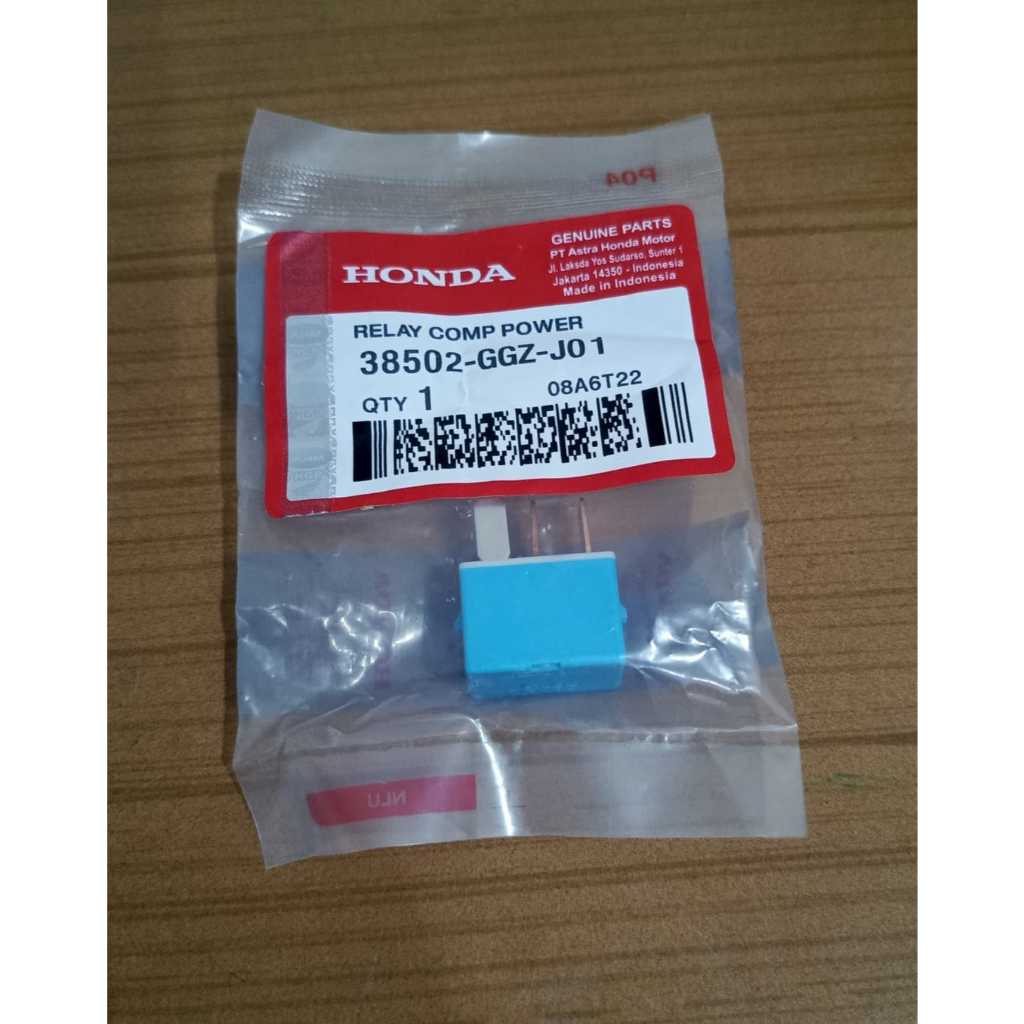 P04
HONDA
GENUINE PARTS
PT Astra Honda Motor
Jl. Laksda Yos Sudarso, Sunter 1
Jakarta 14350 - Indonesia
Made in Indonesia
RELAY COMP POWER
38502-GGZ-J01
QTY 1 08A6T22
NLU